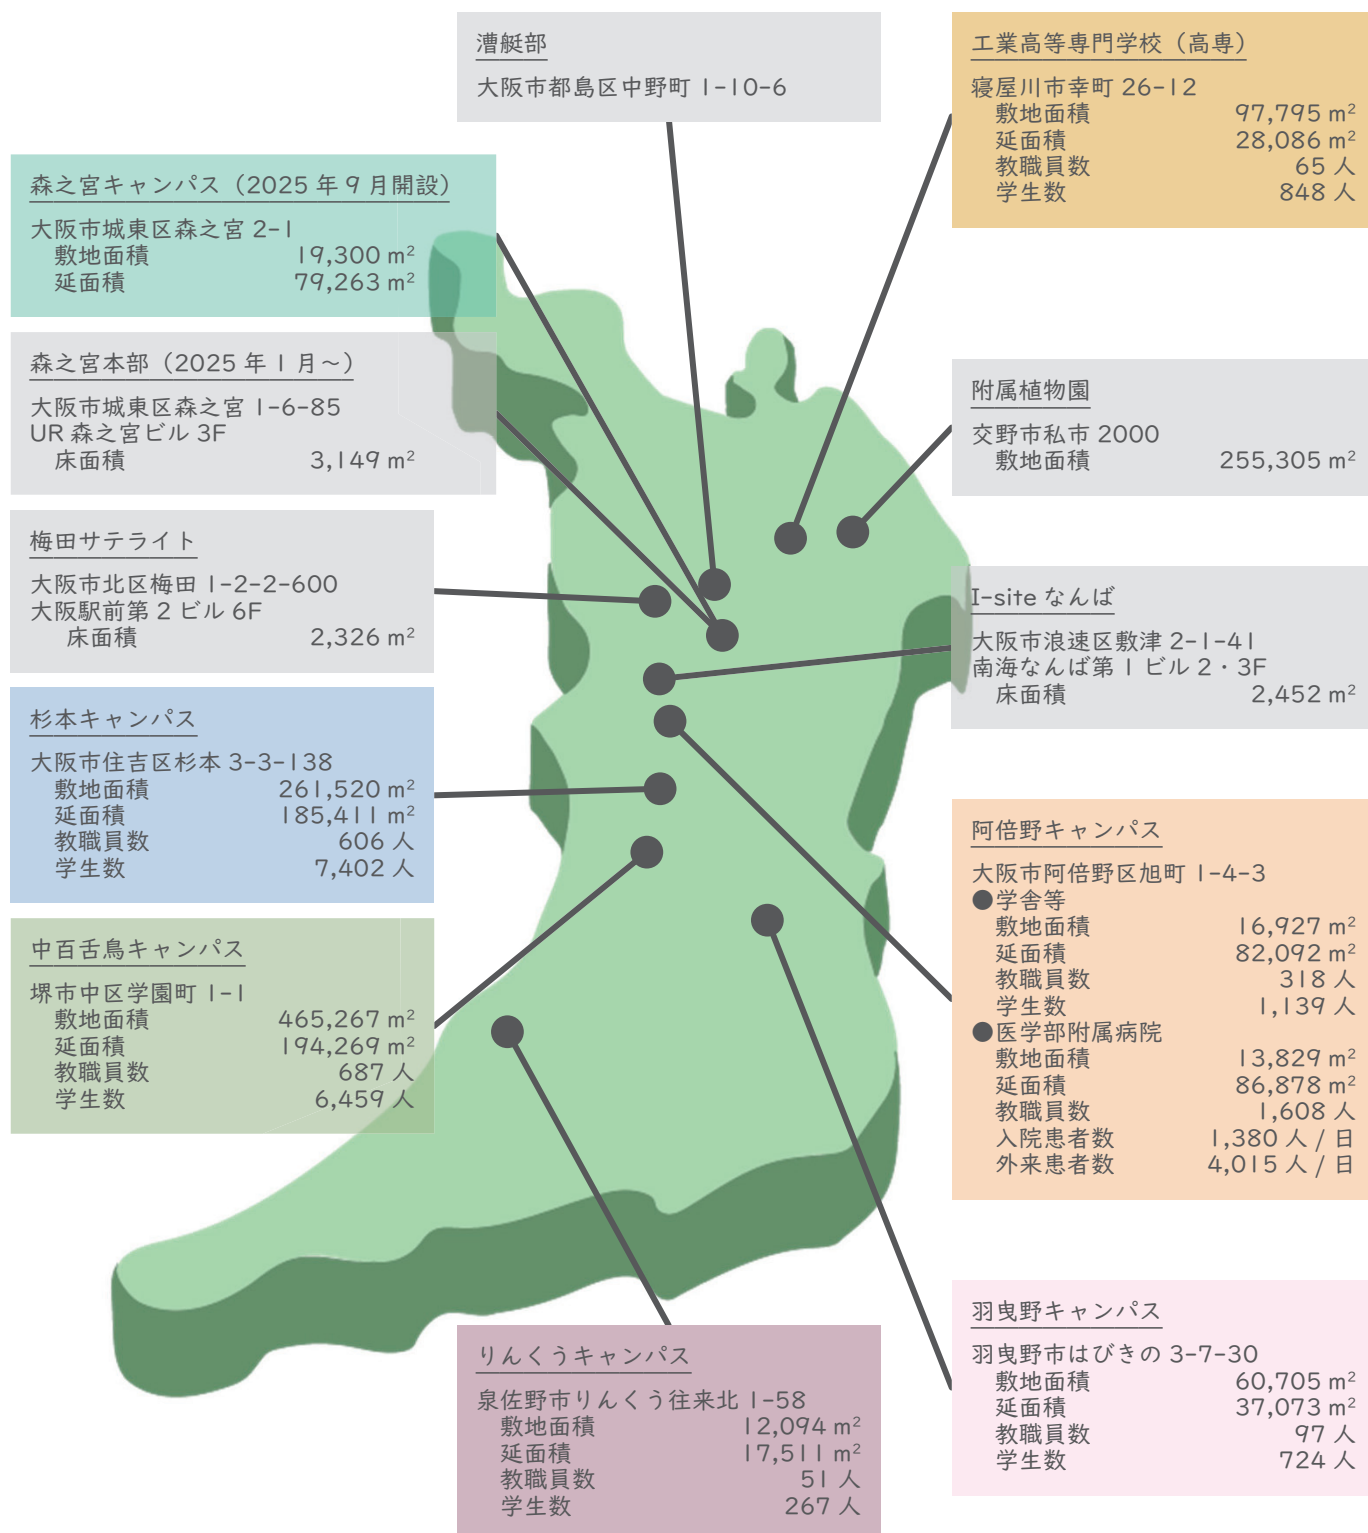 漕艇部
大阪市都島区中野町 1-10-6
工業高等専門学校（高専）
寝屋川市幸町 26-12
敷地面積 97,795 m²
延面積 28,086 m²
教職員数 65 人
学生数 848 人
森之宮キャンパス（2025 年 9 月開設）
大阪市城東区森之宮 2-1
敷地面積 19,300 m²
延面積 79,263 m²
森之宮本部（2025 年 1 月～）
大阪市城東区森之宮 1-6-85
UR 森之宮ビル 3F
床面積 3,149 m²
附属植物園
交野市私市 2000
敷地面積 255,305 m²
梅田サテライト
大阪市北区梅田 1-2-2-600
大阪駅前第 2 ビル 6F
床面積 2,326 m²
I-site なんば
大阪市浪速区敷津 2-1-41
南海なんば第 1 ビル 2・3F
床面積 2,452 m²
杉本キャンパス
大阪市住吉区杉本 3-3-138
敷地面積 261,520 m²
延面積 185,411 m²
教職員数 606 人
学生数 7,402 人
阿倍野キャンパス
大阪市阿倍野区旭町 1-4-3
●学舎等
敷地面積 16,927 m²
延面積 82,092 m²
教職員数 318 人
学生数 1,139 人
●医学部附属病院
敷地面積 13,829 m²
延面積 86,878 m²
教職員数 1,608 人
入院患者数 1,380 人 / 日
外来患者数 4,015 人 / 日
中百舌鳥キャンパス
堺市中区学園町 1-1
敷地面積 465,267 m²
延面積 194,269 m²
教職員数 687 人
学生数 6,459 人
りんくうキャンパス
泉佐野市りんくう往来北 1-58
敷地面積 12,094 m²
延面積 17,511 m²
教職員数 51 人
学生数 267 人
羽曳野キャンパス
羽曳野市はびきの 3-7-30
敷地面積 60,705 m²
延面積 37,073 m²
教職員数 97 人
学生数 724 人